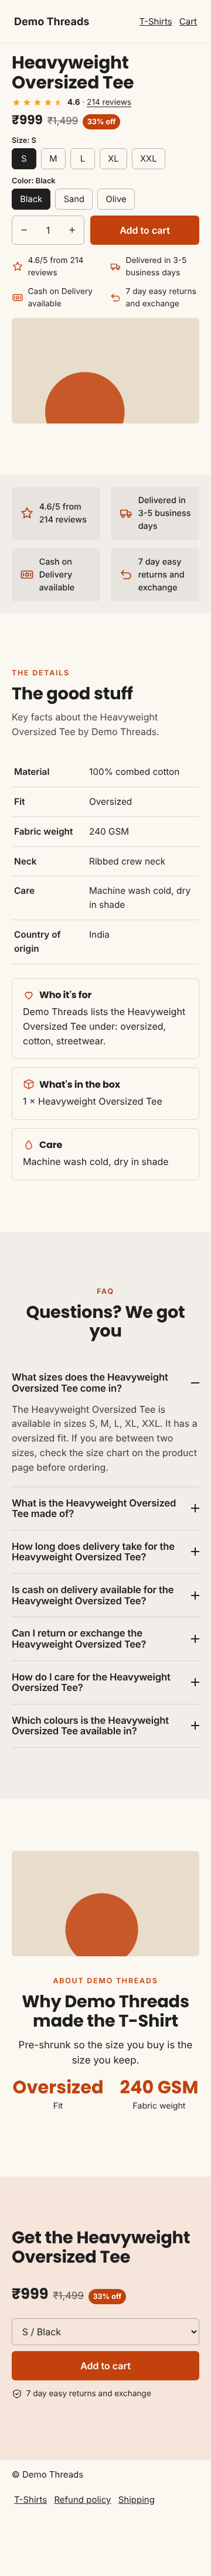 Demo Threads T-Shirts Cart
Heavyweight
Oversized Tee
4.6 · 214 reviews
₹999 ₹1,499 33% off
Size: S
S M L XL XXL
Color: Black
Black Sand Olive
− 1 + Add to cart
4.6/5 from 214
reviews
Delivered in 3-5
business days
Cash on Delivery
available
7 day easy returns
and exchange
4.6/5 from
214 reviews
Delivered in
3-5 business
days
Cash on
Delivery
available
7 day easy
returns and
exchange
THE DETAILS
The good stuff
Key facts about the Heavyweight
Oversized Tee by Demo Threads.
Material 100% combed cotton
Fit Oversized
Fabric weight 240 GSM
Neck Ribbed crew neck
Care Machine wash cold, dry
in shade
Country of
origin
India
Who it's for
Demo Threads lists the Heavyweight
Oversized Tee under: oversized,
cotton, streetwear.
What's in the box
1 × Heavyweight Oversized Tee
Care
Machine wash cold, dry in shade
FAQ
Questions? We got
you
What sizes does the Heavyweight
Oversized Tee come in?
The Heavyweight Oversized Tee is
available in sizes S, M, L, XL, XXL. It has a
oversized fit. If you are between two
sizes, check the size chart on the product
page before ordering.
What is the Heavyweight Oversized
Tee made of?
How long does delivery take for the
Heavyweight Oversized Tee?
Is cash on delivery available for the
Heavyweight Oversized Tee?
Can I return or exchange the
Heavyweight Oversized Tee?
How do I care for the Heavyweight
Oversized Tee?
Which colours is the Heavyweight
Oversized Tee available in?
ABOUT DEMO THREADS
Why Demo Threads
made the T-Shirt
Pre-shrunk so the size you buy is the
size you keep.
Oversized 240 GSM
Fit Fabric weight
Get the Heavyweight
Oversized Tee
₹999 ₹1,499 33% off
S / Black
Add to cart
7 day easy returns and exchange
© Demo Threads
T-Shirts Refund policy Shipping